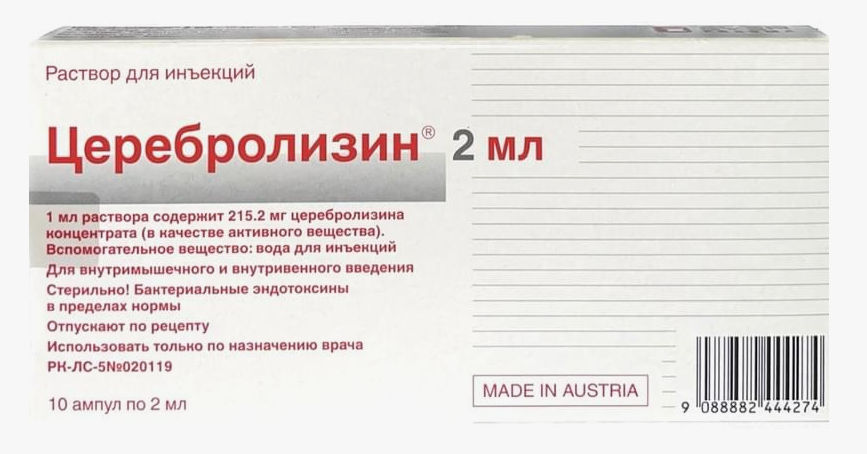 Раствор для инъекций
Церебролизин® 2 мл
1 мл раствора содержит 215.2 мг церебролизина
концентрата (в качестве активного вещества).
Вспомогательное вещество: вода для инъекций
Для внутримышечного и внутривенного введения
Стерильно! Бактериальные эндотоксины
в пределах нормы
Отпускают по рецепту
Использовать только по назначению врача
РК-ЛС-5№020119
10 ампул по 2 мл
MADE IN AUSTRIA
9 088882 444274